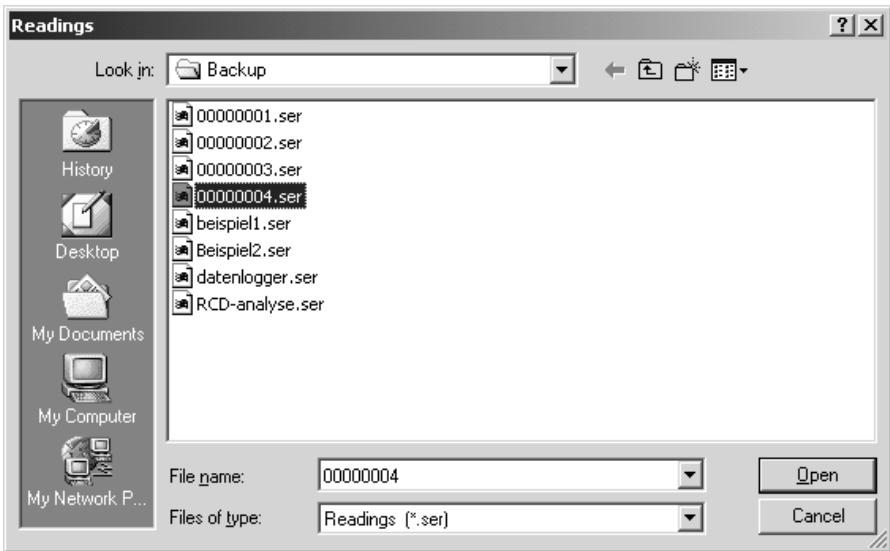 Readings
Look in: Backup
History
Desktop
My Documents
My Computer
My Network P...
00000001.ser
00000002.ser
00000003.ser
00000004.ser
beispiel1.ser
Beispiel2.ser
datenlogger.ser
RCD-analyse.ser
File name: 00000004 Open
Files of type: Readings (*.ser) Cancel